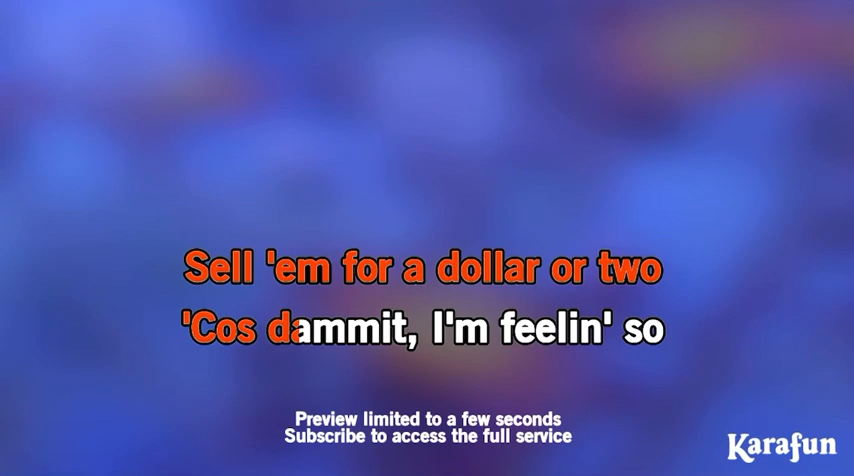 Sell 'em for a dollar or two
'Cos dammit, I'm feelin' so
Preview limited to a few seconds
Subscribe to access the full service
Karafun